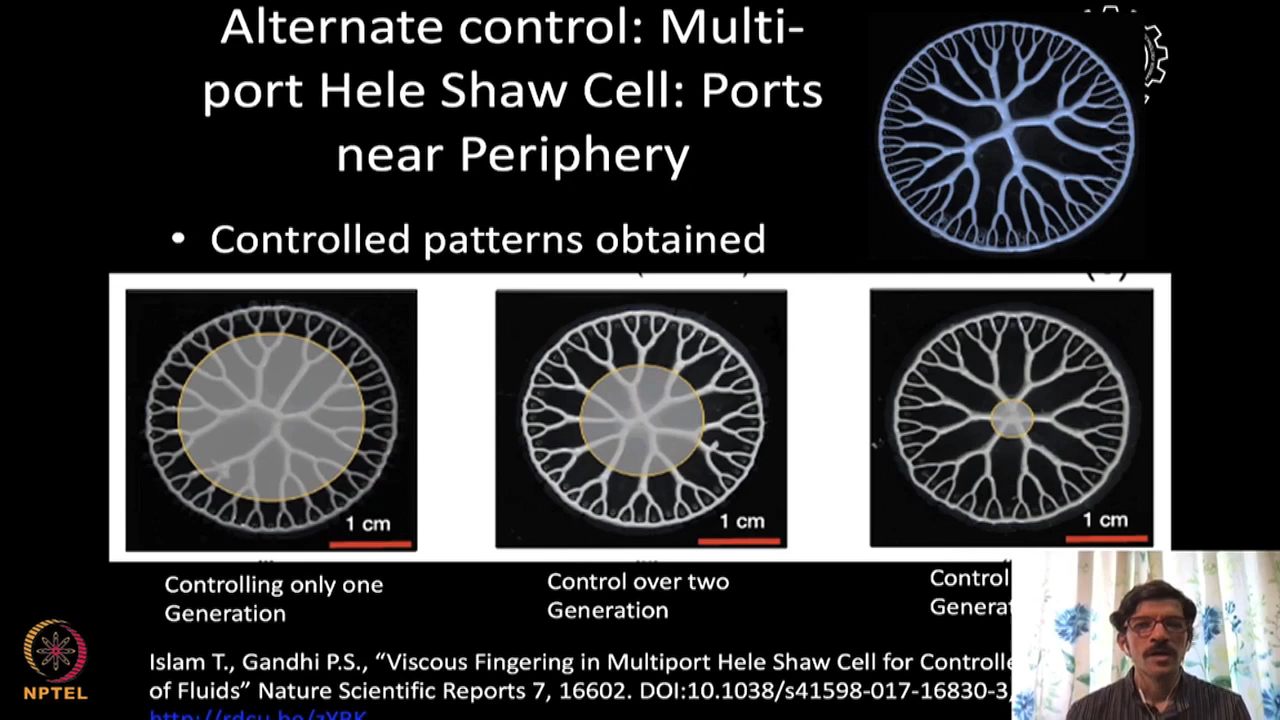 Alternate control: Multi-
port Hele Shaw Cell: Ports
near Periphery
• Controlled patterns obtained
1 cm
1 cm
1 cm
Controlling only one
Generation
Control over two
Generation
Control
Islam T., Gandhi P.S., “Viscous Fingering in Multiport Hele Shaw Cell for
of Fluids” Nature Scientific Reports 7, 16602. DOI:10.1038/s41598-017-16830-3,
NPTEL